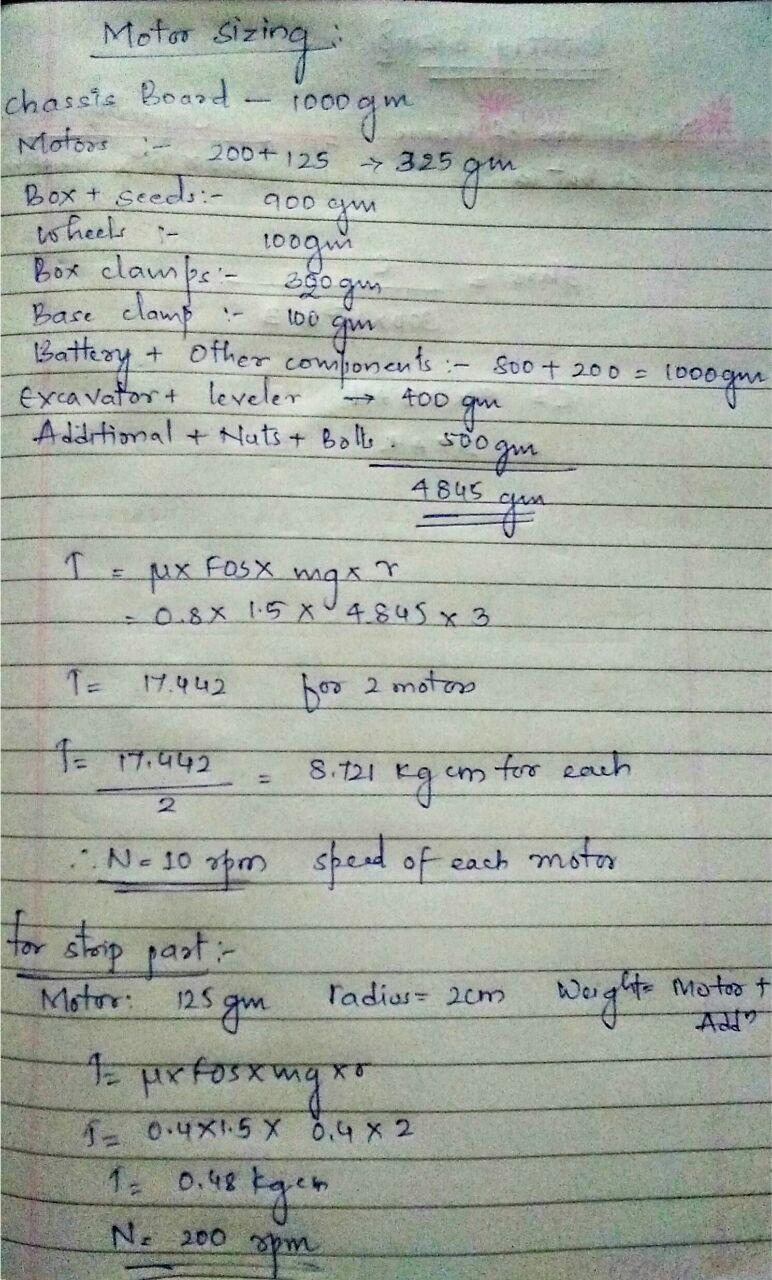 Motor sizing :
Chassis Board - 1000 gm
Motors :- 200 + 125 → 325 gm
Box + seeds :- 900 gm
wheels :- 100gm
Box clamps :- gm
Base clamp :- 100 gm
Battery + Other components :- 800 + 200 = 1000gm
Excavator + leveler → 400 gm
Additional + Nuts + Bolts . 500 gm
4845 gm
T = μx FOS x mg x r
= 0.8 x 1.5 x 4.845 x 3
T = 17.442 for 2 motors
T = 17.442 / 2 = 8.721 kg cm for each
∴ N = 10 rpm speed of each motor
for strip part :-
Motor: 125 gm radius = 2cm Weight = Motor +
Addn
T = μx fos x mg x r
T = 0.4 x 1.5 x 0.4 x 2
T = 0.48 kgcm
N = 200 rpm